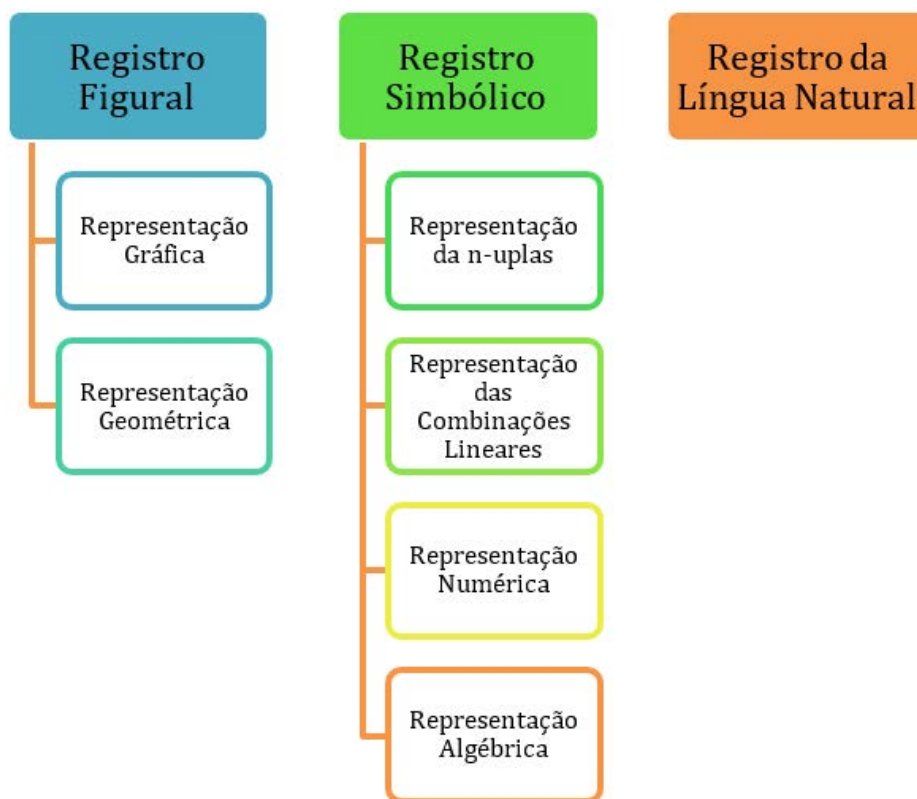 Registro
Figural
Representação
Gráfica
Representação
Geométrica
Registro
Simbólico
Representação
da n-uplas
Representação
das
Combinações
Lineares
Representação
Numérica
Representação
Algébrica
Registro da
Língua Natural